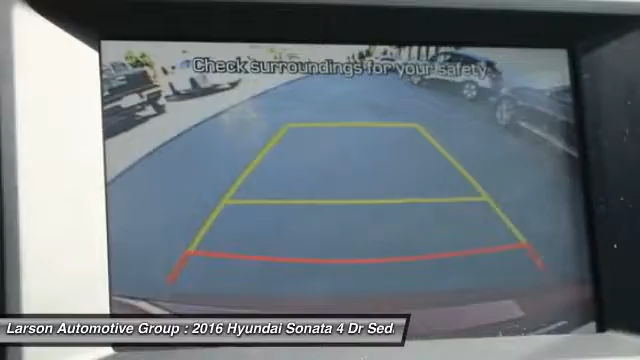 Check surroundings for your safety.
Larson Automotive Group : 2016 Hyundai Sonata 4 Dr Sed.